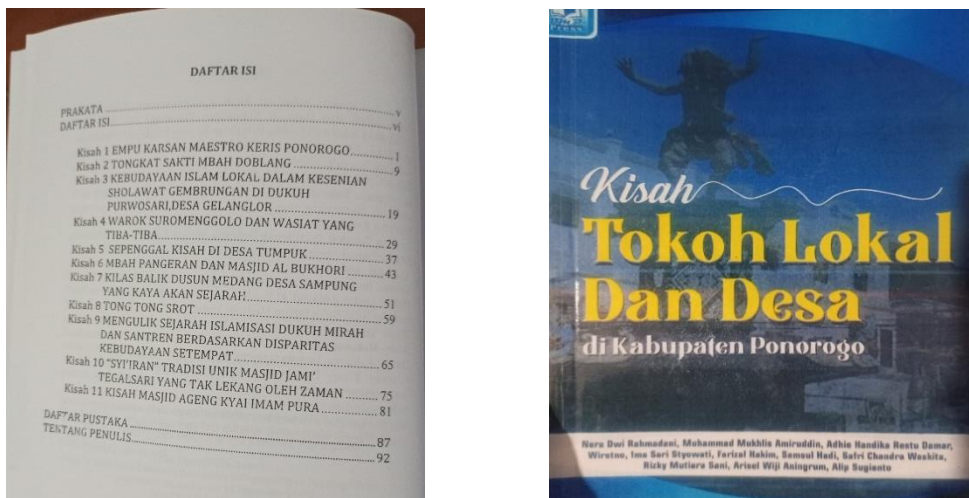 DAFTAR ISI
PRAKATA ........ v
DAFTAR ISI ........ vi
Kisah 1 EMPU KARSAN MAESTRO KERIS PONOROGO ........ 1
Kisah 2 TONGKAT SAKTI MBAH DOBLANG ........ 9
Kisah 3 KEBUDAYAAN ISLAM LOKAL DALAM KESENIAN
SHOLAWAT GEMBRUNGAN DI DUKUH
PURWOSARI,DESA GELANGLOR ........ 19
Kisah 4 WAROK SUROMENGGOLO DAN WASIAT YANG
TIBA-TIBA ........ 29
Kisah 5 SEPENGGAL KISAH DI DESA TUMPUK ........ 37
Kisah 6 MBAH PANGERAN DAN MASJID AL BUKHORI ........ 43
Kisah 7 KILAS BALIK DUSUN MEDANG DESA SAMPUNG
YANG KAYA AKAN SEJARAH ........ 51
Kisah 8 TONG TONG SROT ........ 59
Kisah 9 MENGULIK SEJARAH ISLAMISASI DUKUH MIRAH
DAN SANTREN BERDASARKAN DISPARITAS
KEBUDAYAAN SETEMPAT ........ 65
Kisah 10 "SYI'IRAN" TRADISI UNIK MASJID JAMI'
TEGALSARI YANG TAK LEKANG OLEH ZAMAN ........ 75
Kisah 11 KISAH MASJID AGENG KYAI IMAM PURA ........ 81
DAFTAR PUSTAKA ........ 87
TENTANG PENULIS ........ 92
Kisah
Tokoh Lokal
Dan Desa
di Kabupaten Ponorogo
Nora Dwi Rahmadani, Muhammad Mukhlis Amiruddin, Adhie Handika Restu Damar,
Wiratno, Ima Sari Styowati, Farizal Hakim, Samsul Hadi, Safri Chandra Waskita,
Rizky Mutiara Sani, Arisel Wiji Aningrum, Alip Sugianto